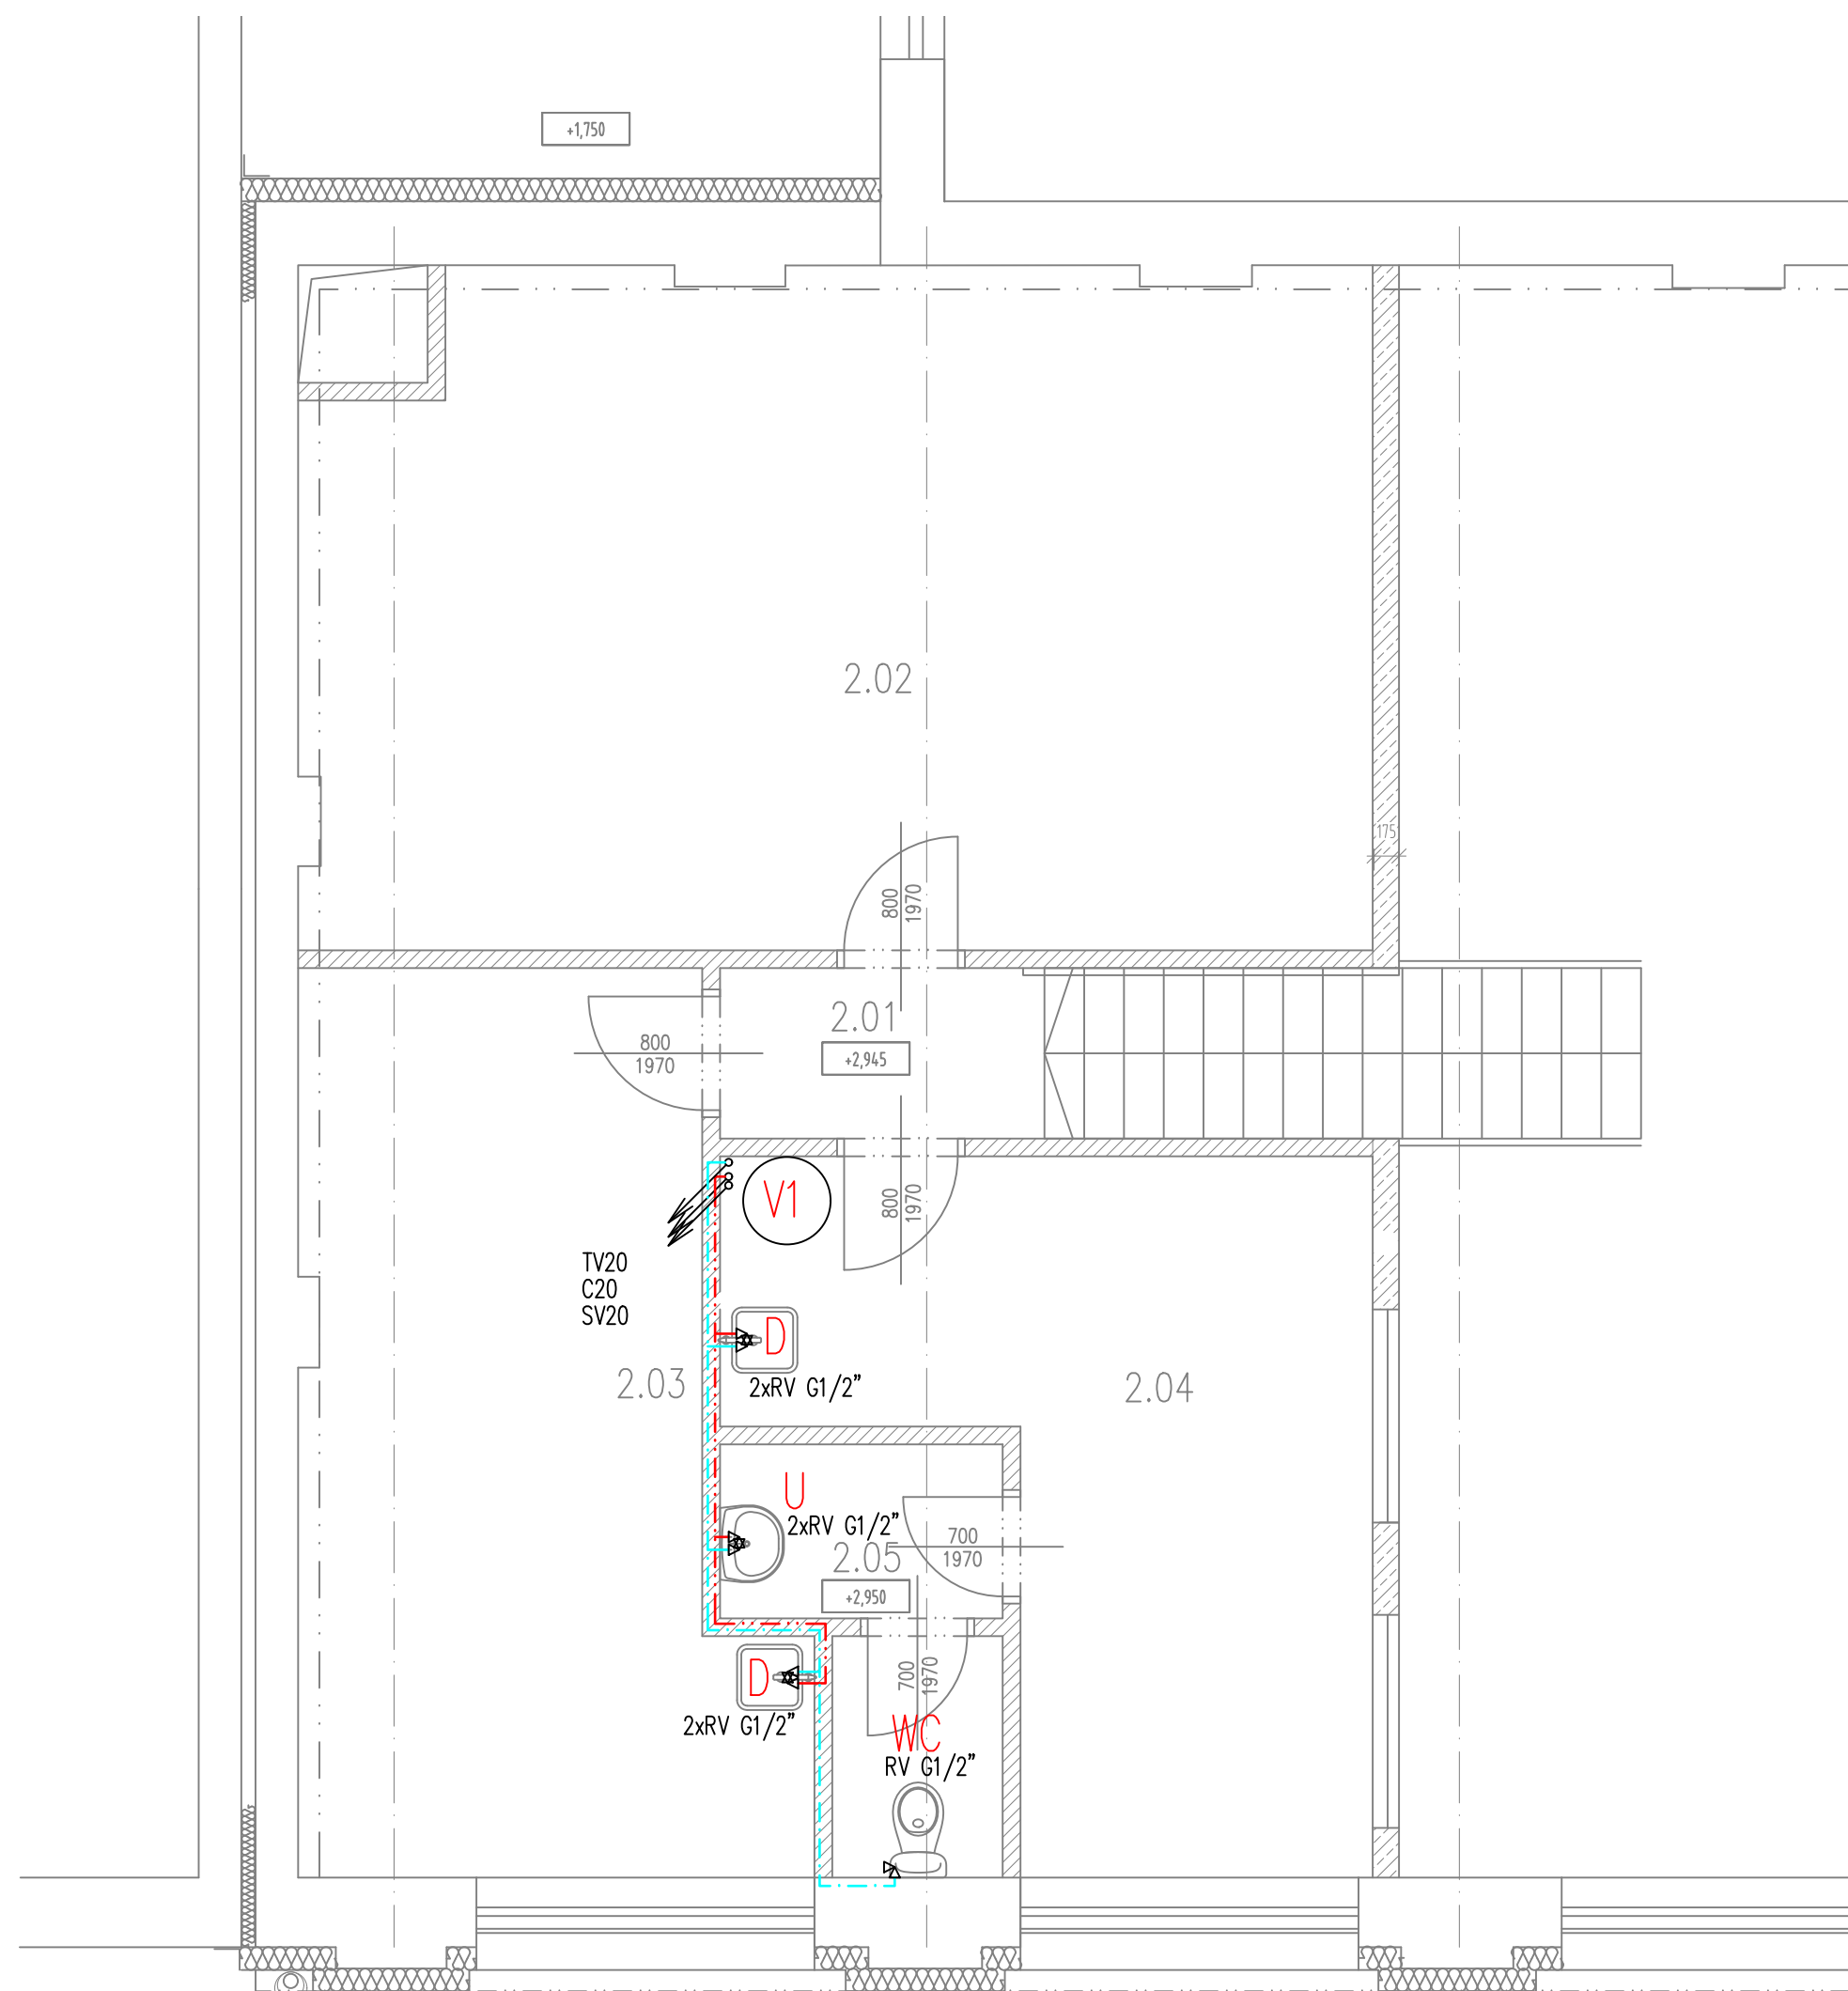 +1,750
2.02
175
800
1970
2.01
+2,945
800
1970
V1
800
1970
TV20
C20
SV20
D
2xRV G1/2”
2.03
2.04
U
2xRV G1/2”
2.05
700
1970
+2,950
D
2xRV G1/2”
700
1970
WC
RV G1/2”